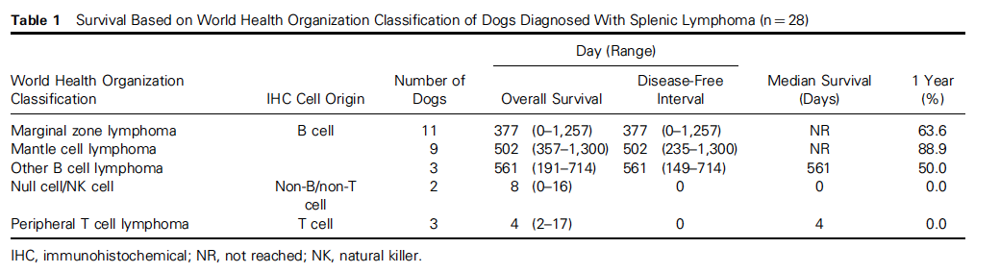 Table 1 Survival Based on World Health Organization Classification of Dogs Diagnosed With Splenic Lymphoma (n = 28)
Day (Range)
World Health Organization Classification IHC Cell Origin Number of Dogs Overall Survival Disease-Free Interval Median Survival (Days) 1 Year (%)
Marginal zone lymphoma B cell 11 377 (0–1,257) 377 (0–1,257) NR 63.6
Mantle cell lymphoma 9 502 (357–1,300) 502 (235–1,300) NR 88.9
Other B cell lymphoma 3 561 (191–714) 561 (149–714) 561 50.0
Null cell/NK cell Non-B/non-T cell 2 8 (0–16) 0 0 0.0
Peripheral T cell lymphoma T cell 3 4 (2–17) 0 4 0.0
IHC, immunohistochemical; NR, not reached; NK, natural killer.